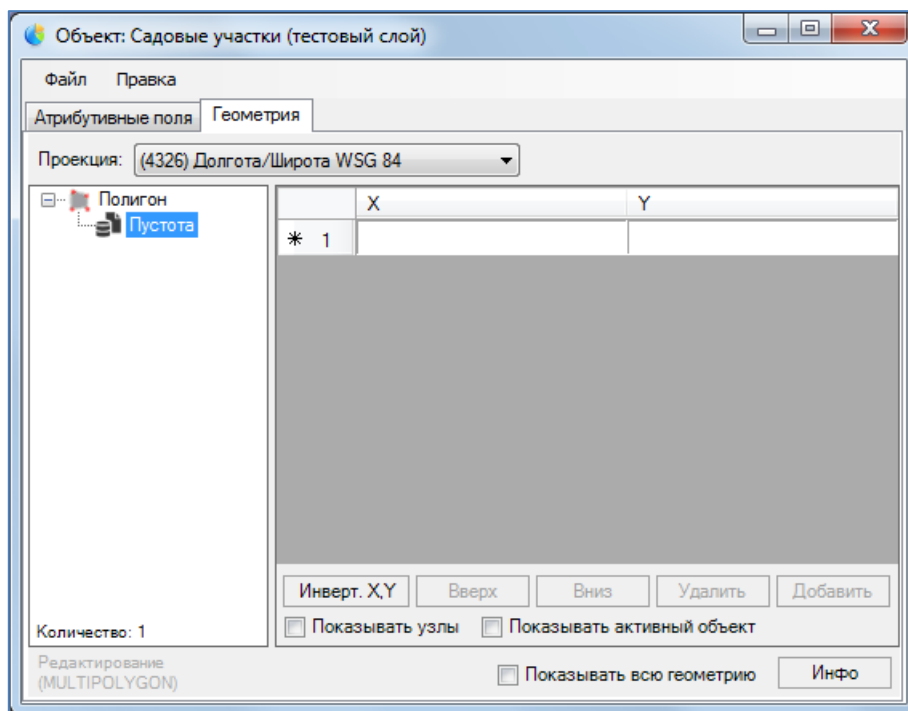 Объект: Садовые участки (тестовый слой)
Файл Правка
Атрибутивные поля Геометрия
Проекция: (4326) Долгота/Широта WSG 84
Полигон
Пустота
X Y
* 1
Инверт. X,Y Вверх Вниз Удалить Добавить
Количество: 1
Показывать узлы Показывать активный объект
Редактирование
(MULTIPOLYGON)
Показывать всю геометрию Инфо